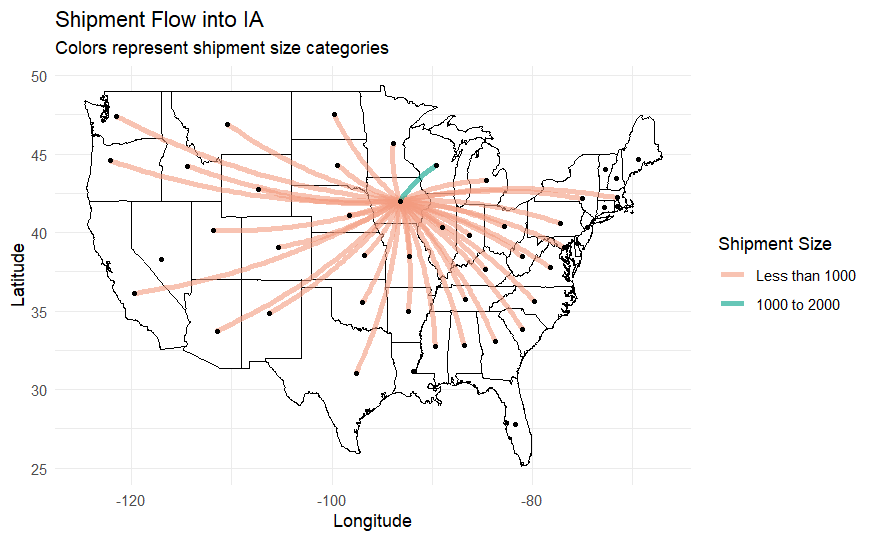 Shipment Flow into IA
Colors represent shipment size categories
50
45
40
35
30
25
Latitude
-120
-100
-80
Longitude
Shipment Size
Less than 1000
1000 to 2000